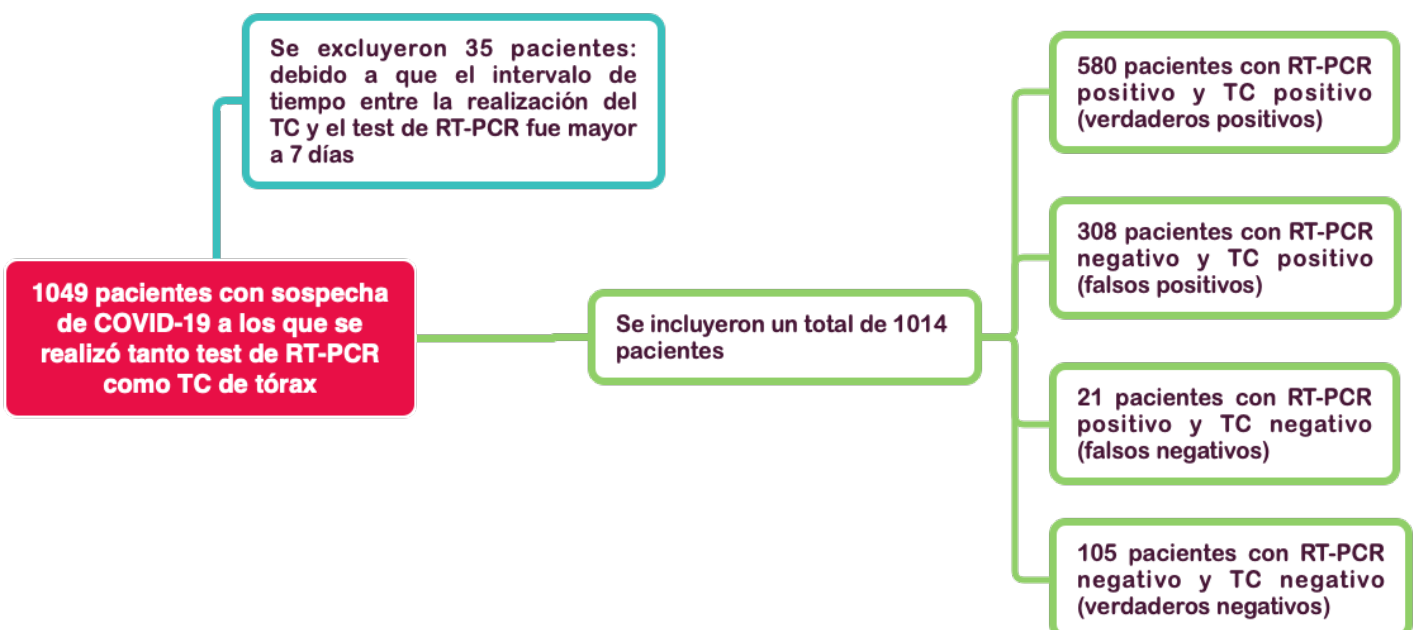 Se excluyeron 35 pacientes:
debido a que el intervalo de
tiempo entre la realización del
TC y el test de RT-PCR fue mayor
a 7 días
1049 pacientes con sospecha
de COVID-19 a los que se
realizó tanto test de RT-PCR
como TC de tórax
Se incluyeron un total de 1014
pacientes
580 pacientes con RT-PCR
positivo y TC positivo
(verdaderos positivos)
308 pacientes con RT-PCR
negativo y TC positivo
(falsos positivos)
21 pacientes con RT-PCR
positivo y TC negativo
(falsos negativos)
105 pacientes con RT-PCR
negativo y TC negativo
(verdaderos negativos)